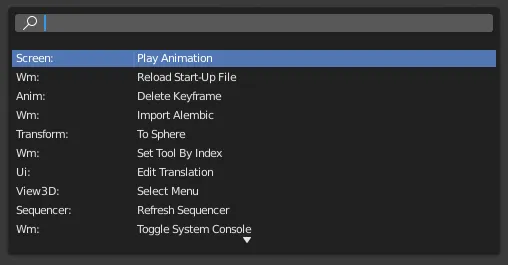 Screen: Play Animation
Wm: Reload Start-Up File
Anim: Delete Keyframe
Wm: Import Alembic
Transform: To Sphere
Wm: Set Tool By Index
Ui: Edit Translation
View3D: Select Menu
Sequencer: Refresh Sequencer
Wm: Toggle System Console